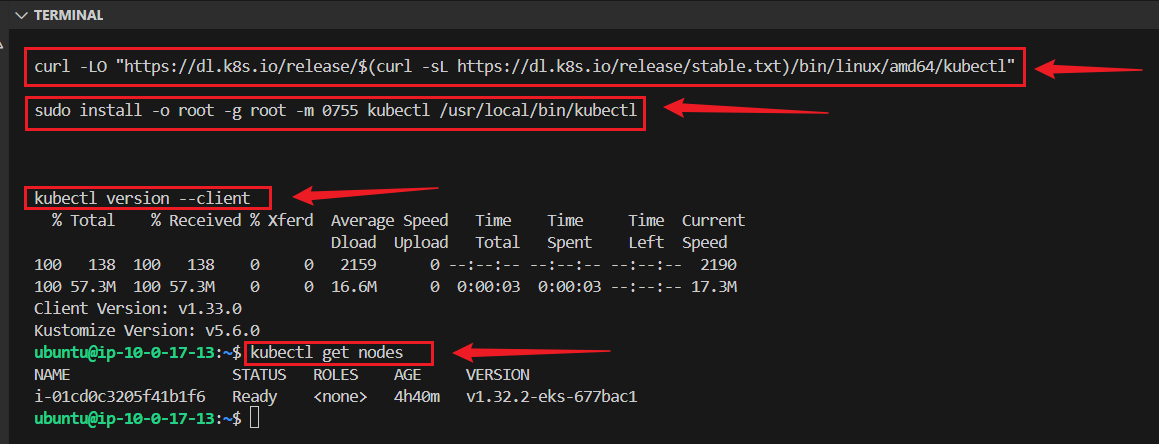 TERMINAL
curl -LO "https://dl.k8s.io/release/$(curl -sL https://dl.k8s.io/release/stable.txt)/bin/linux/amd64/kubectl"
sudo install -o root -g root -m 0755 kubectl /usr/local/bin/kubectl
kubectl version --client
  % Total    % Received % Xferd  Average Speed   Time    Time     Time  Current
                                 Dload  Upload   Total   Spent    Left  Speed
100   138  100   138    0     0   2159      0 --:--:-- --:--:-- --:--:--  2190
100 57.3M  100 57.3M    0     0  16.6M      0  0:00:03  0:00:03 --:--:-- 17.3M
Client Version: v1.33.0
Kustomize Version: v5.6.0
ubuntu@ip-10-0-17-13:~$ kubectl get nodes
NAME                  STATUS   ROLES    AGE     VERSION
i-01cd0c3205f41b1f6   Ready    <none>   4h40m   v1.32.2-eks-677bac1
ubuntu@ip-10-0-17-13:~$